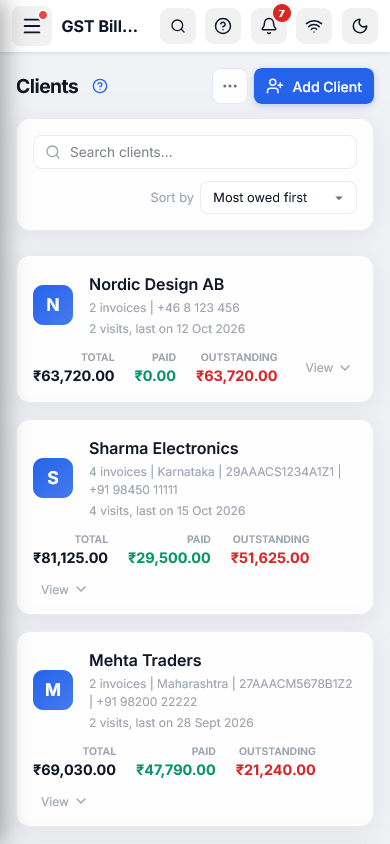 GST Bill...
7
Clients
Add Client
Search clients...
Sort by
Most owed first
N
Nordic Design AB
2 invoices | +46 8 123 456
2 visits, last on 12 Oct 2026
TOTAL PAID OUTSTANDING
₹63,720.00 ₹0.00 ₹63,720.00
View
S
Sharma Electronics
4 invoices | Karnataka | 29AAACS1234A1Z1 |
+91 98450 11111
4 visits, last on 15 Oct 2026
TOTAL PAID OUTSTANDING
₹81,125.00 ₹29,500.00 ₹51,625.00
View
M
Mehta Traders
2 invoices | Maharashtra | 27AAACM5678B1Z2
| +91 98200 22222
2 visits, last on 28 Sept 2026
TOTAL PAID OUTSTANDING
₹69,030.00 ₹47,790.00 ₹21,240.00
View